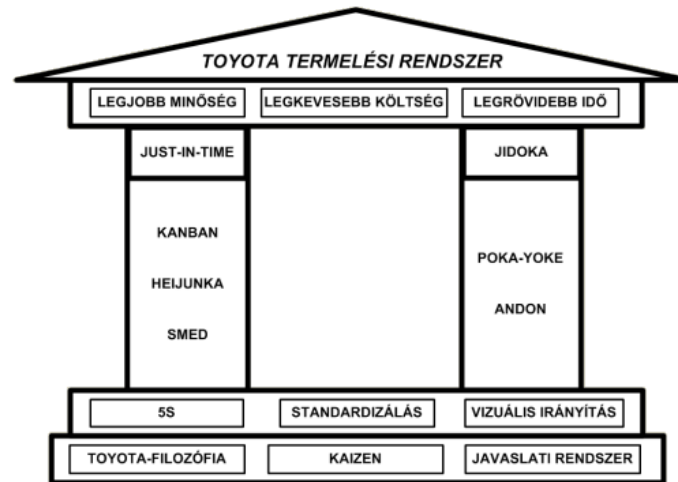 TOYOTA TERMELÉSI RENDSZER
LEGJOBB MINŐSÉG
LEGKEVESEBB KÖLTSÉG
LEGRÖVIDEBB IDŐ
JUST-IN-TIME
JIDOKA
KANBAN
HEIJUNKA
SMED
POKA-YOKE
ANDON
5S
STANDARDIZÁLÁS
VIZUÁLIS IRÁNYÍTÁS
TOYOTA-FILOZÓFIA
KAIZEN
JAVASLATI RENDSZER